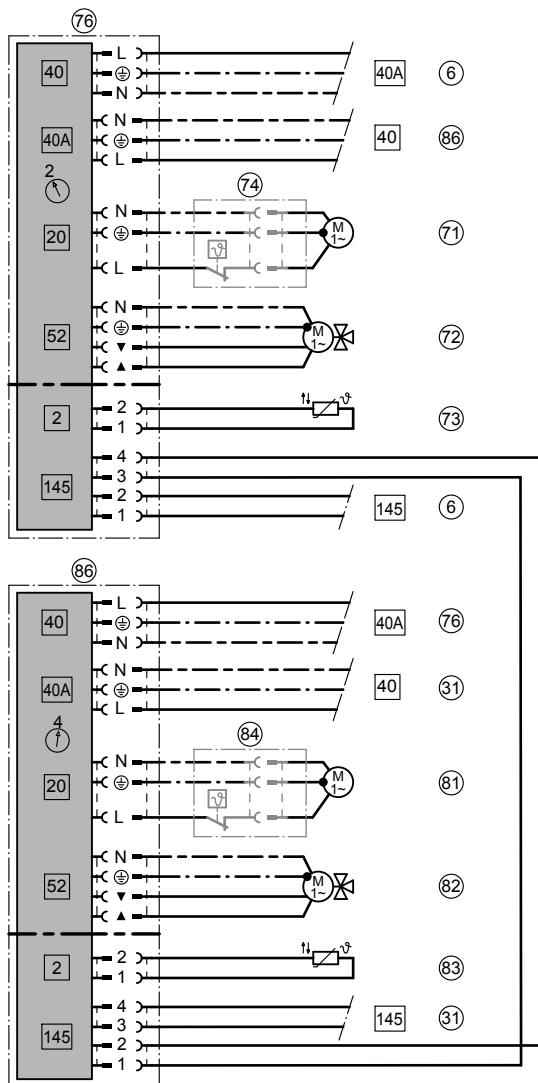 76
40 L 40A 6
N
N
40A 40 86
L
2
74
N
20 M 1~ 71
ϑ
L
N
52 M 1~ 72
▼
▲
2 2 ϑ 73
1
4
3
145 2 145 6
1
86
L
40 40A 76
N
N
40A 40 31
L
4
84
N
20 M 1~ 81
ϑ
L
N
52 M 1~ 82
▼
▲
2 2 ϑ 83
1
4
3 145 31
145 2
1